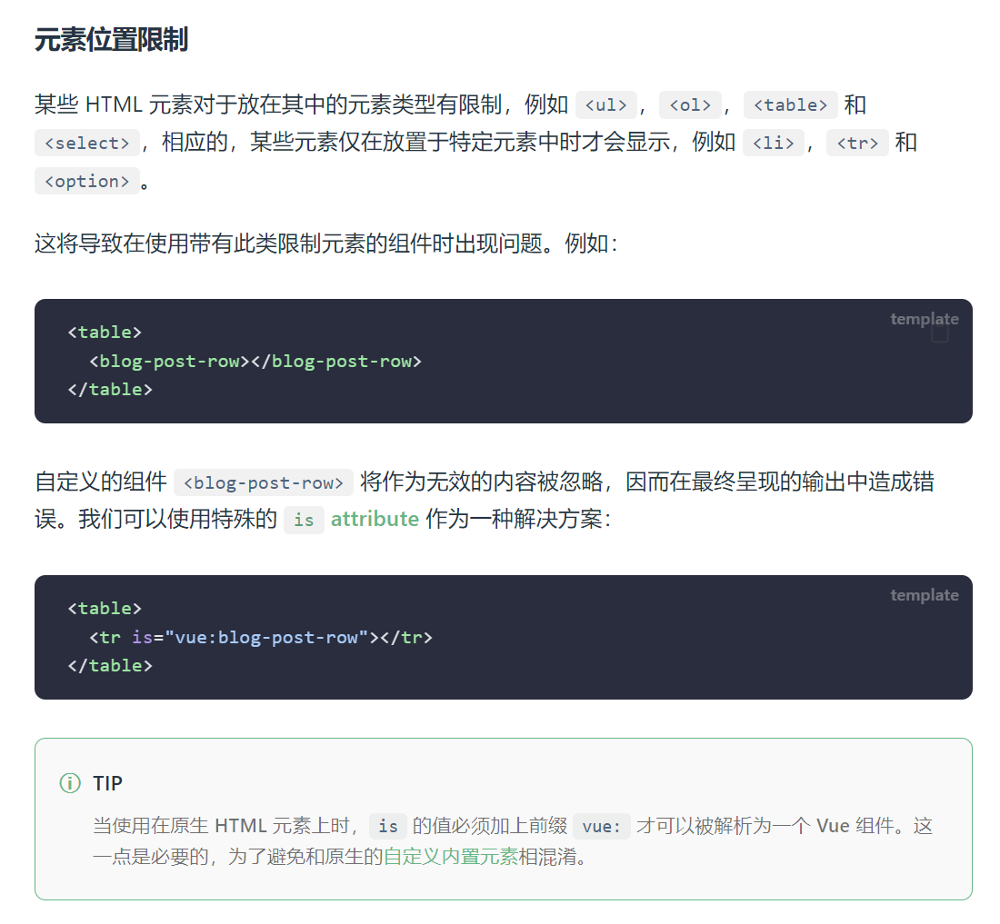 元素位置限制
某些 HTML 元素对于放在其中的元素类型有限制，例如 <ul>，<ol>，<table> 和
<select>，相应的，某些元素仅在放置于特定元素中时才会显示，例如 <li>，<tr> 和
<option>。
这将导致在使用带有此类限制元素的组件时出现问题。例如：
template
<table>
  <blog-post-row></blog-post-row>
</table>
自定义的组件 <blog-post-row> 将作为无效的内容被忽略，因而在最终呈现的输出中造成错
误。我们可以使用特殊的 is attribute 作为一种解决方案：
template
<table>
  <tr is="vue:blog-post-row"></tr>
</table>
TIP
当使用在原生 HTML 元素上时，is 的值必须加上前缀 vue: 才可以被解析为一个 Vue 组件。这
一点是必要的，为了避免和原生的自定义内置元素相混淆。